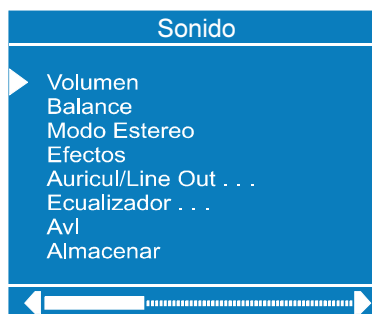 Sonido
Volumen
Balance
Modo Estereo
Efectos
Auricul/Line Out . . .
Ecualizador . . .
Avl
Almacenar